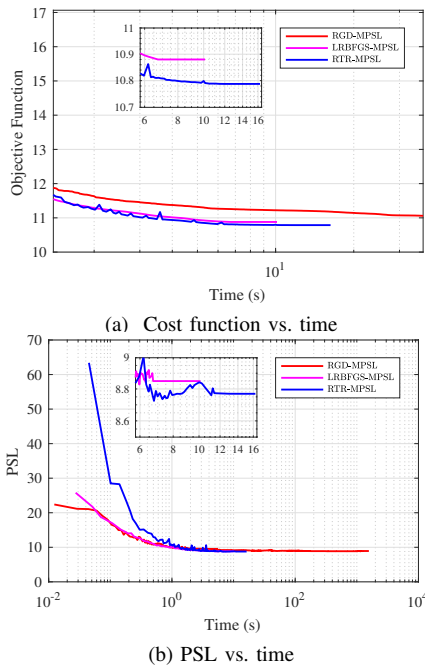 17
16
15
14
13
12
11
10
Objective Function
10.9
10.8
10.7
6 8 10 12 14 16
RGD-MPSL
LRBFGS-MPSL
RTR-MPSL
10^1
Time (s)
(a) Cost function vs. time
70
60
50
40
30
20
10
0
PSL
9
8.8
8.6
6 8 10 12 14 16
RGD-MPSL
LRBFGS-MPSL
RTR-MPSL
10^-2 10^0 10^2 10^4
Time (s)
(b) PSL vs. time